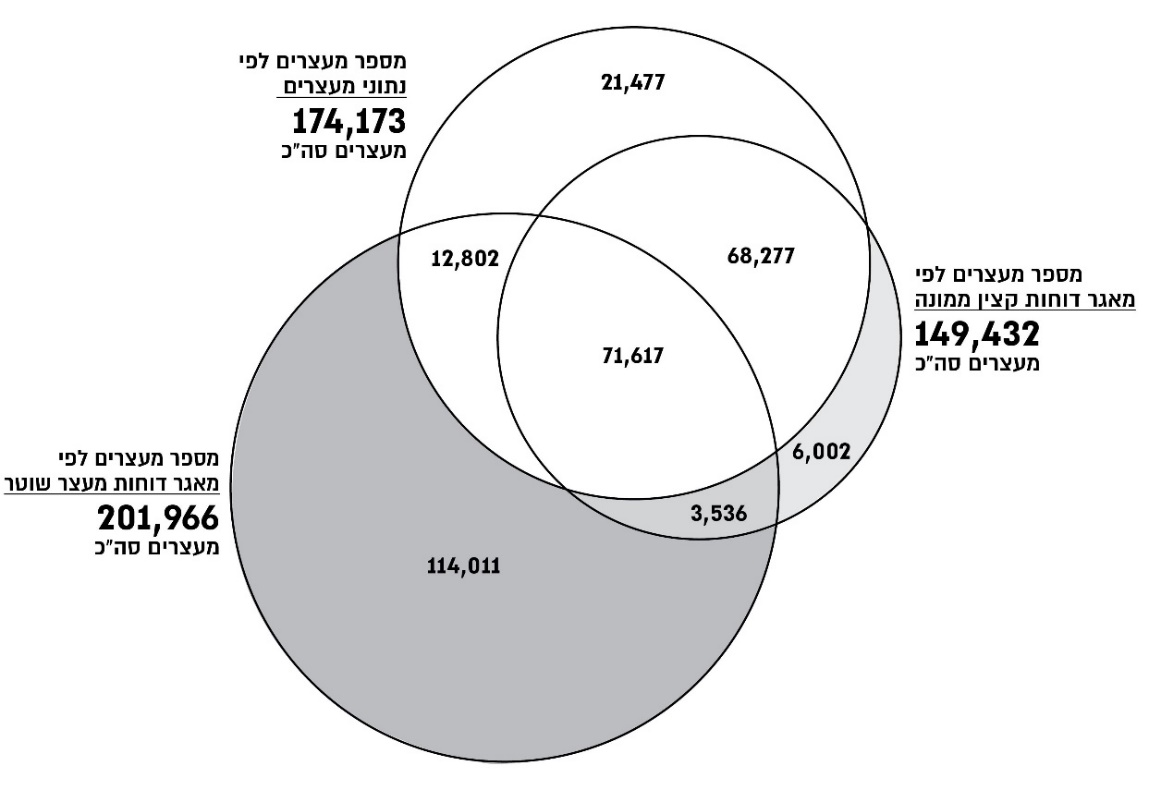 מספר מעצרים לפי
נתוני מעצרים
174,173
מעצרים סה"כ
21,477
12,802
68,277
71,617
מספר מעצרים לפי
מאגר דוחות קצין ממונה
149,432
מעצרים סה"כ
6,002
3,536
מספר מעצרים לפי
מאגר דוחות מעצר שוטר
201,966
מעצרים סה"כ
114,011